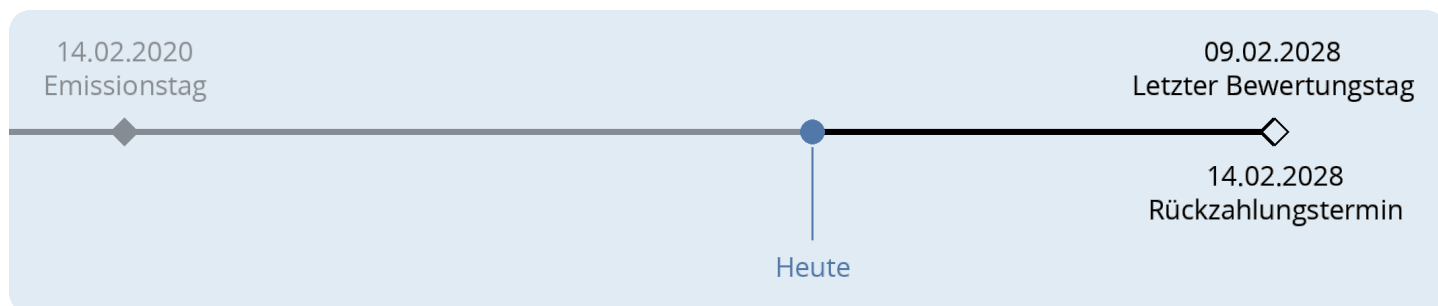 14.02.2020
Emissionstag
09.02.2028
Letzter Bewertungstag
14.02.2028
Rückzahlungstermin
Heute